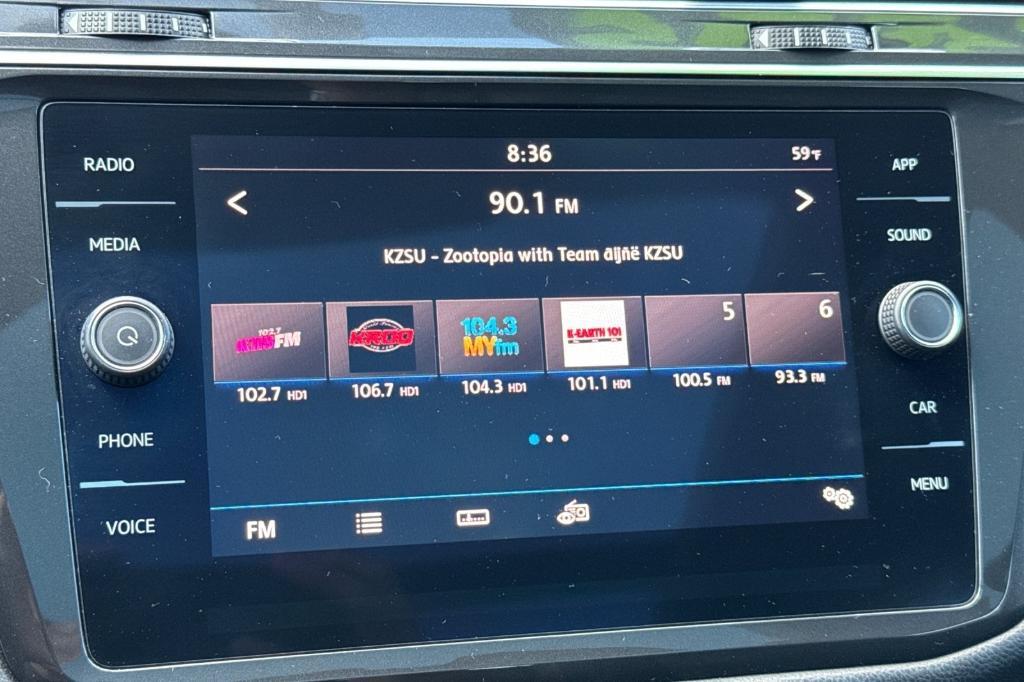 8:36
59°F
RADIO
APP
< 90.1 FM >
MEDIA
SOUND
KZSU - Zootopia with Team āljñë KZSU
5
6
102.7
KIIS FM
KROQ
104.3
MYfm
K-EARTH 101
102.7 HD1
106.7 HD1
104.3 HD1
101.1 HD1
100.5 FM
93.3 FM
CAR
PHONE
MENU
VOICE
FM